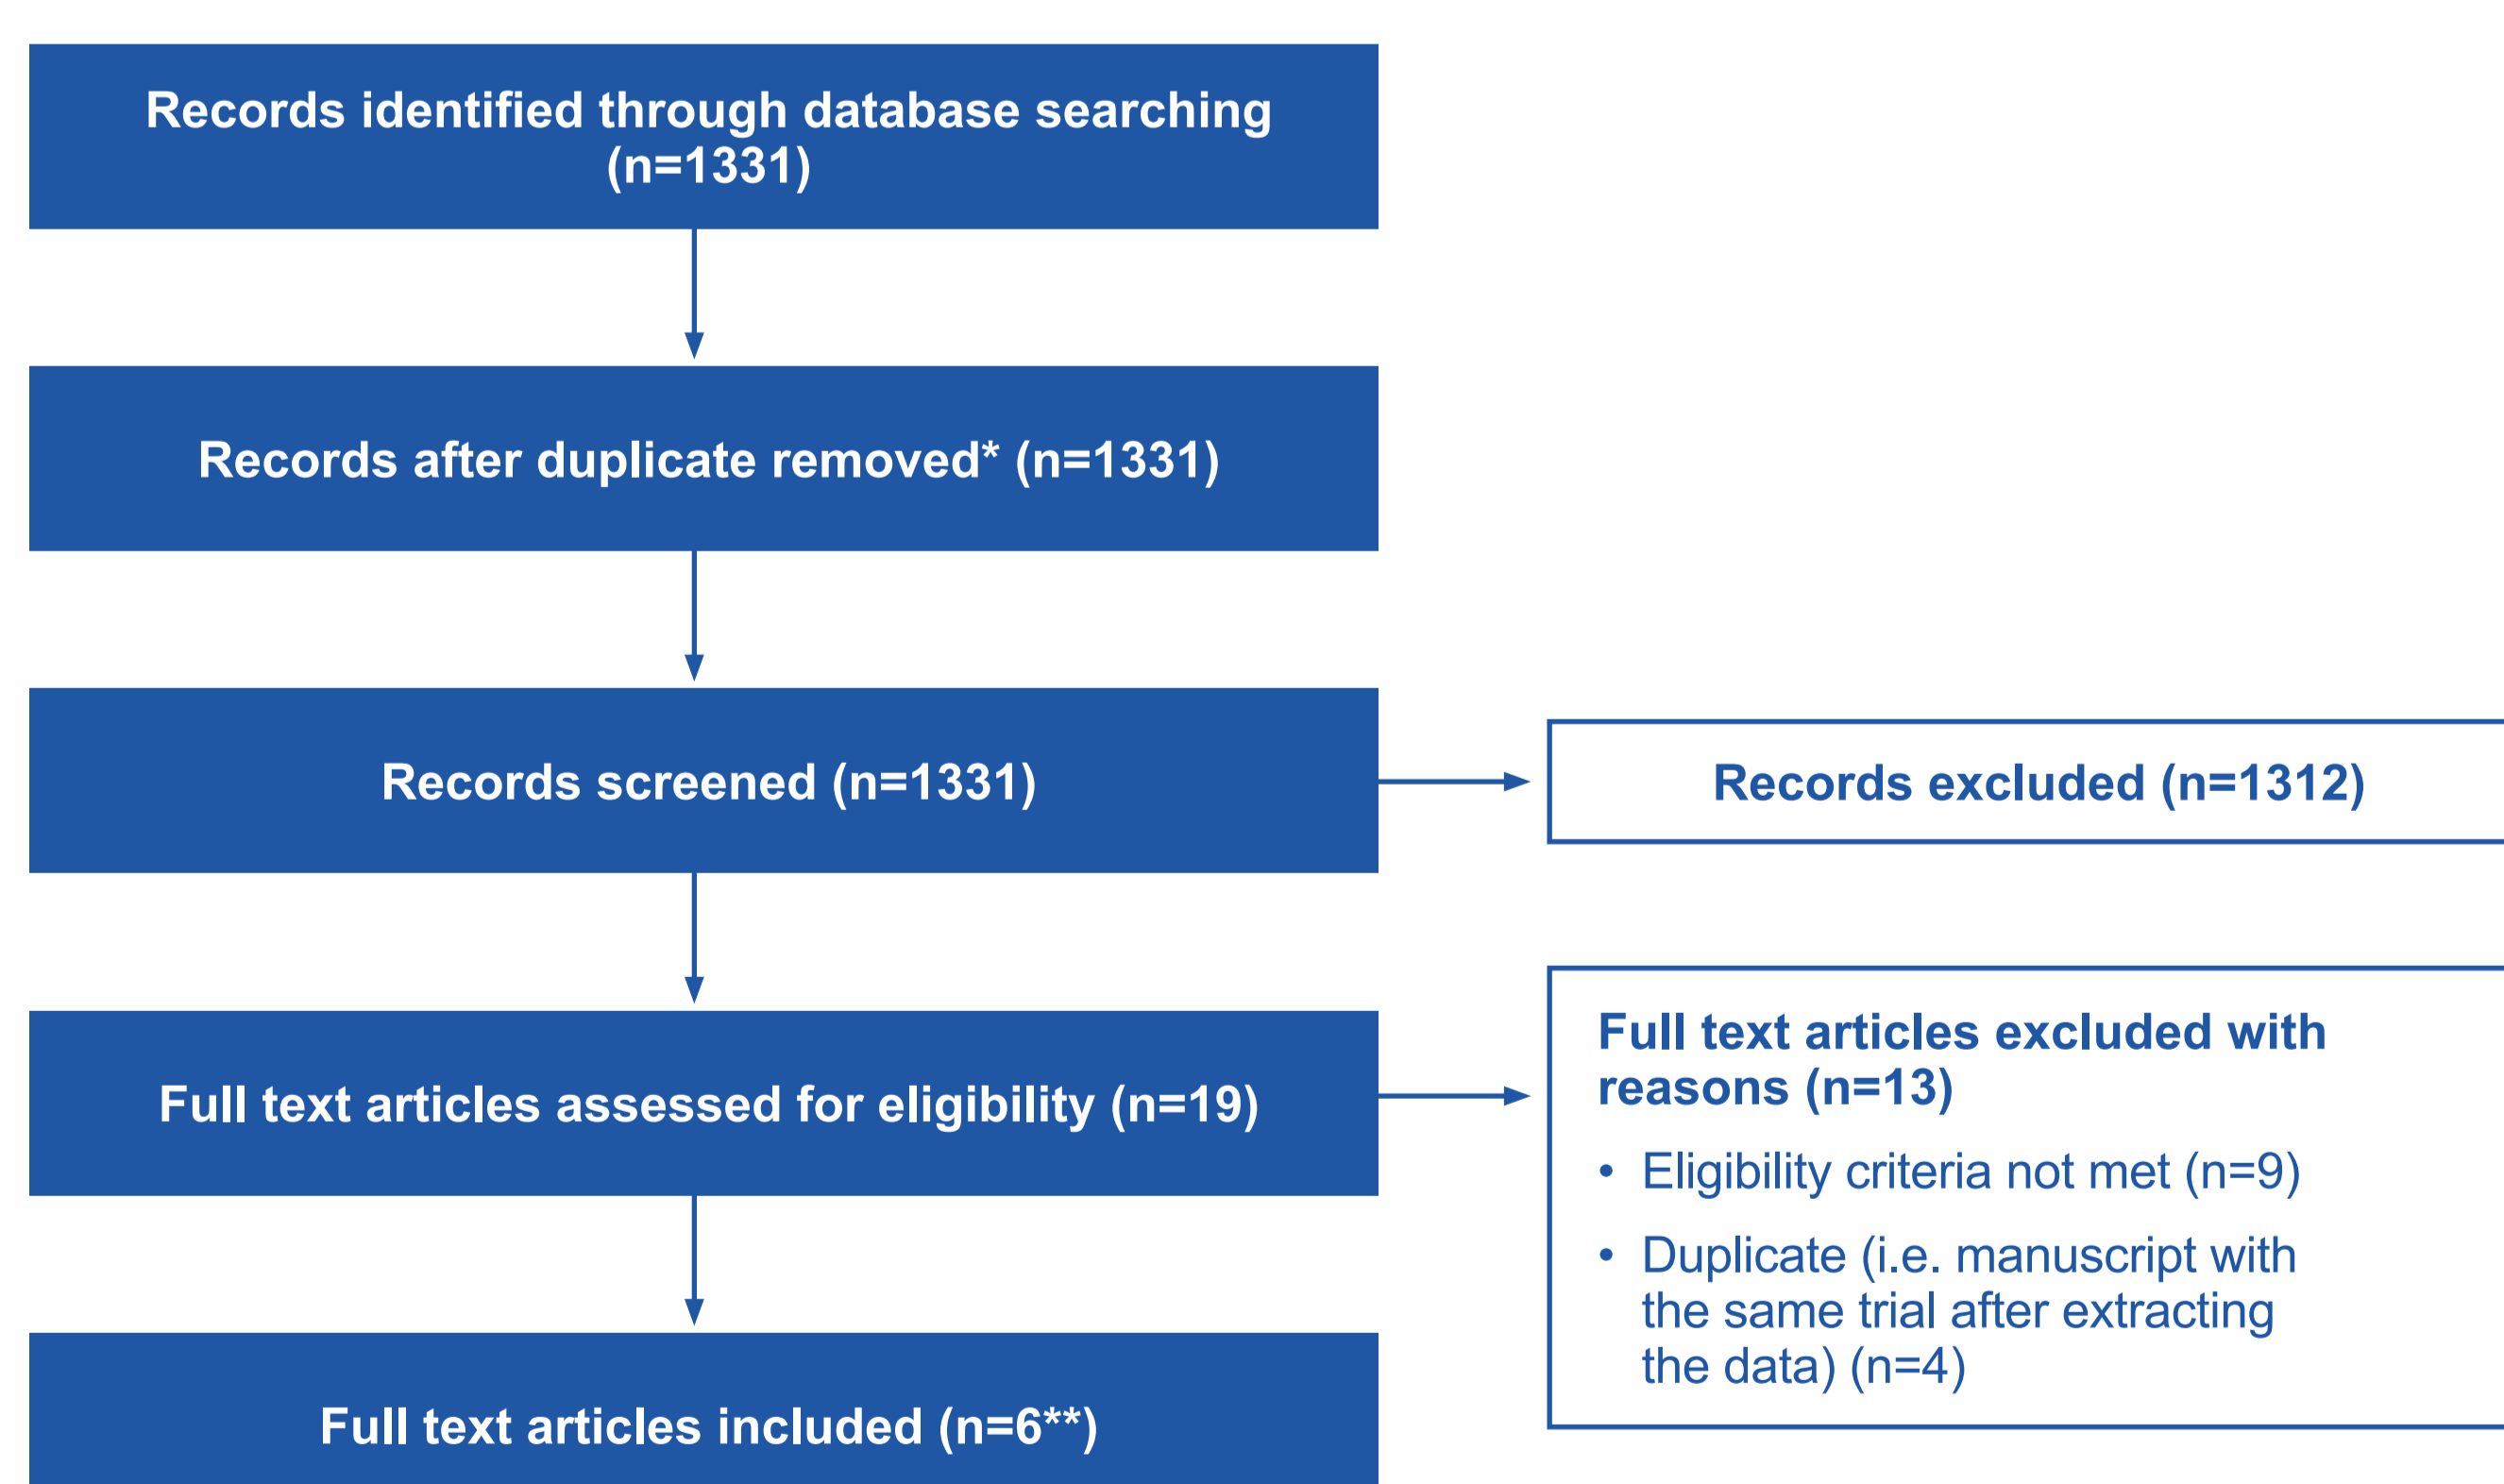 Records identified through database searching
(n=1331)
Records after duplicate removed* (n=1331)
Records screened (n=1331)
Records excluded (n=1312)
Full text articles assessed for eligibility (n=19)
Full text articles excluded with
reasons (n=13)
• Eligibility criteria not met (n=9)
• Duplicate (i.e. manuscript with
the same trial after extracting
the data) (n=4)
Full text articles included (n=6**)